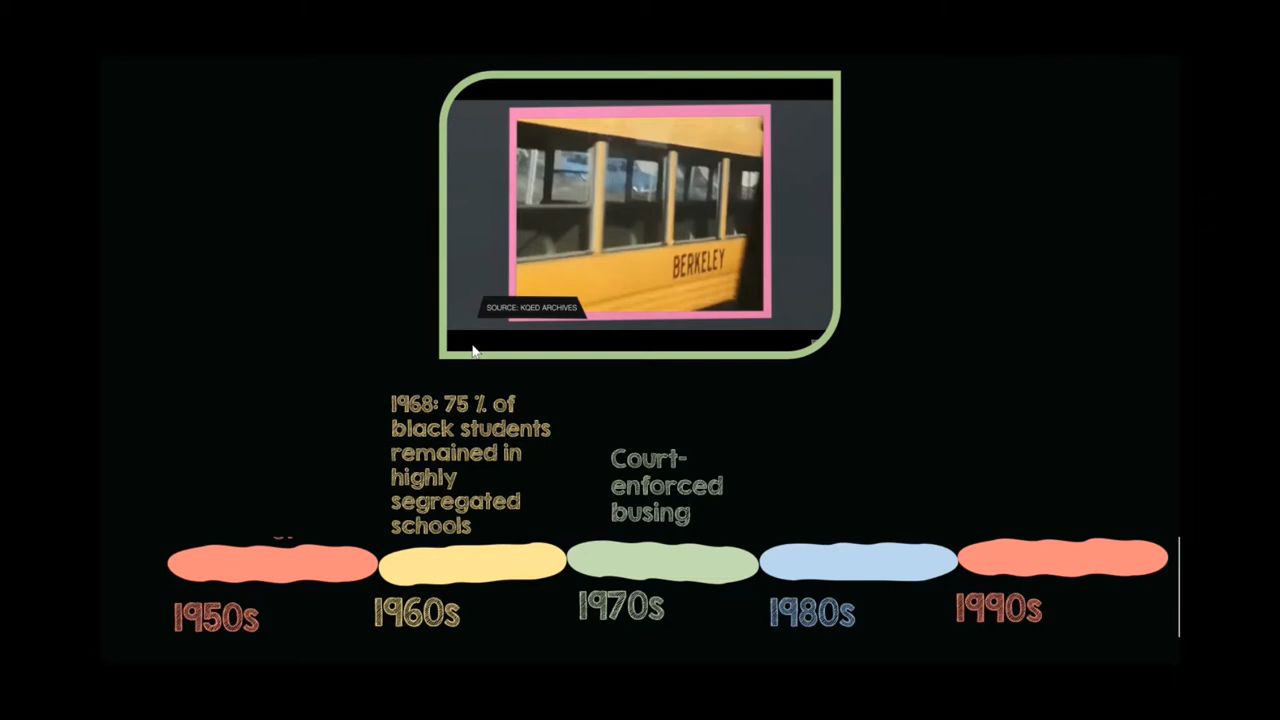 BERKELEY
SOURCE: KQED ARCHIVES
1968: 75 % of
black students
remained in
highly
segregated
schools
Court-
enforced
busing
1950s
1960s
1970s
1980s
1990s